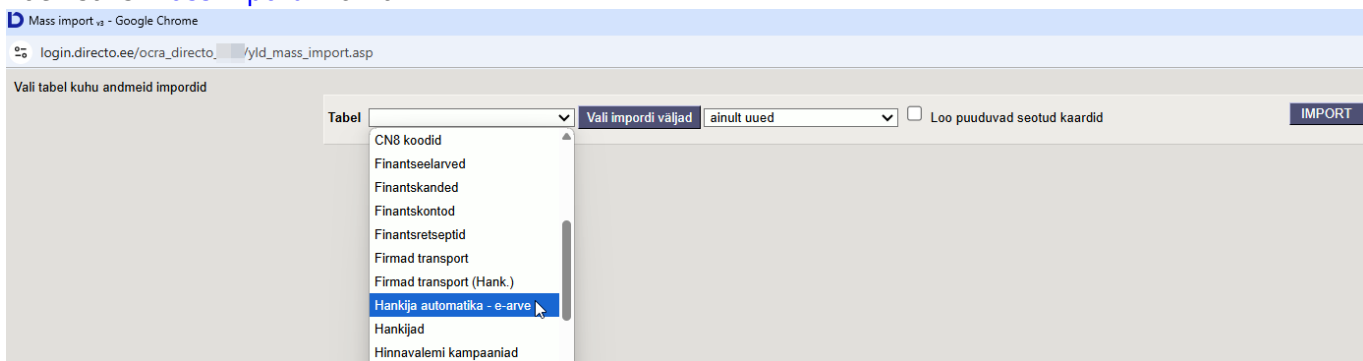 Mass import v3 - Google Chrome
login.directo.ee/ocra_directo_ /yld_mass_import.asp
Vali tabel kuhu andmeid impordid
Tabel Vali impordi väljad ainult uued Loo puuduvad seotud kaardid IMPORT
CN8 koodid
Finantseelarved
Finantskanded
Finantskontod
Finantsretseptid
Firmad transport
Firmad transport (Hank.)
Hankija automatika - e-arve
Hankijad
Hinnavalemi kampaaniad